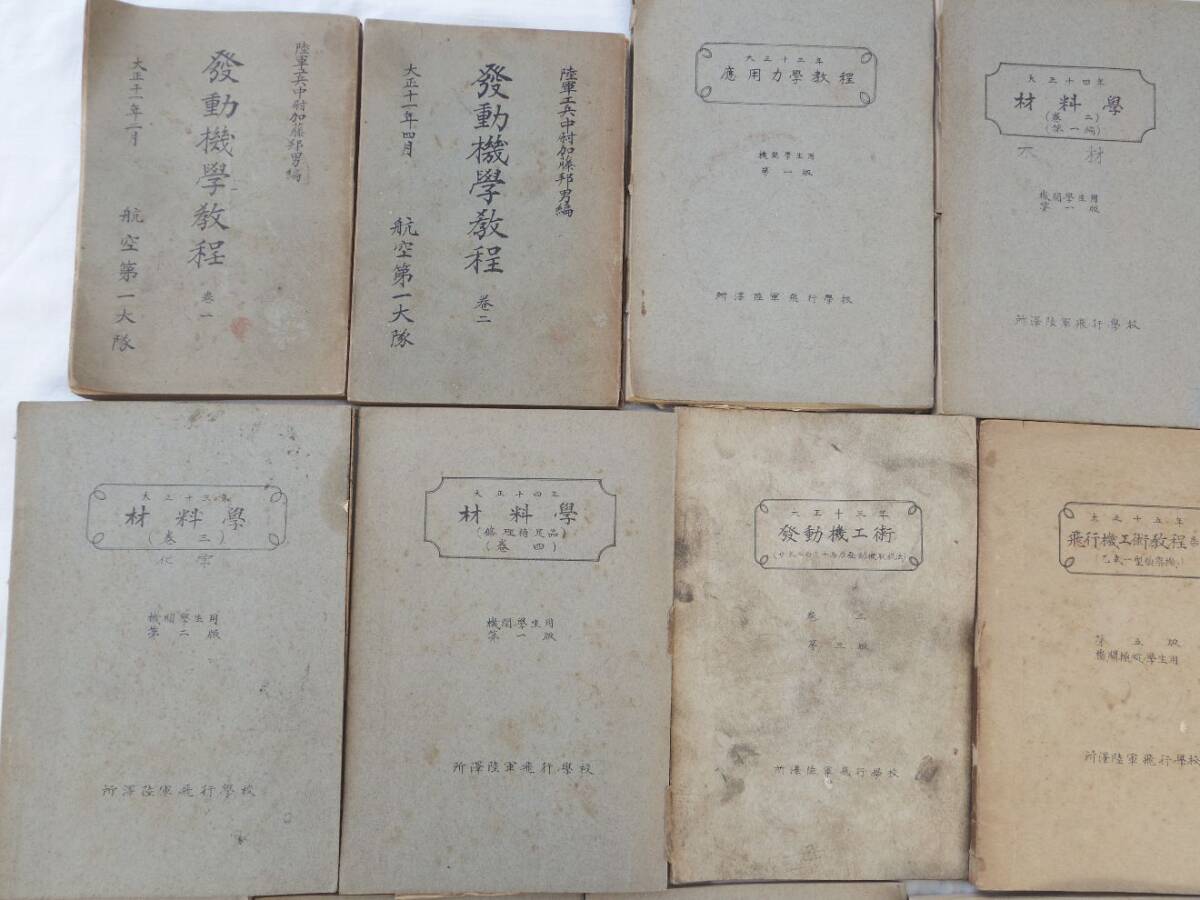 陸軍工兵中尉加藤邦男編
發動機學教程 卷一
大正十一年一月
航空第一大隊
陸軍工兵中尉加藤邦男編
發動機學教程 卷二
大正十一年四月
航空第一大隊
大正十三年
應用力學教程
機關學生用
第一版
所澤陸軍飛行學校
大正十四年
材料學
(卷二)
(第一編)
木材
機關學生用
第一版
所澤陸軍飛行學校
大正十三年
材料學
(卷三)
化学
機關學生用
第二版
所澤陸軍飛行學校
大正十四年
材料學
(卷四)
機關學生用
第一版
所澤陸軍飛行學校
大正十三年
發動機工術
第三版
所澤陸軍飛行學校
大正十五年
飛行機工術教程
(乙式一型偵察機)
第五版
學生用
所澤陸軍飛行學校